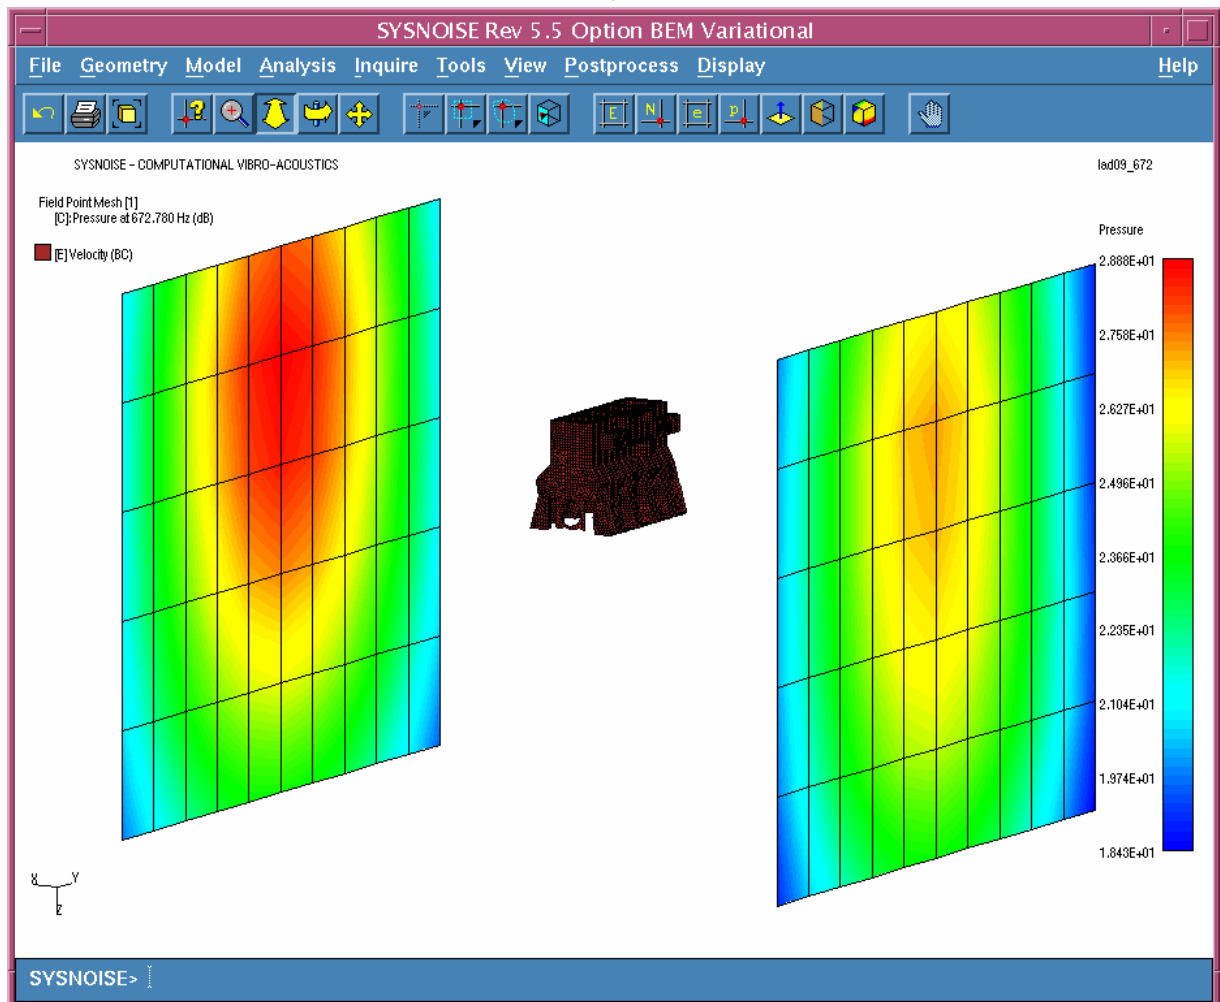 SYSNOISE Rev 5.5 Option BEM Variational
File Geometry Model Analysis Inquire Tools View Postprocess Display Help
E N e p
SYSNOISE - COMPUTATIONAL VIBRO-ACOUSTICS
lad09_672
Field Point Mesh [1]
[C]:Pressure at 672.780 Hz (dB)
[E] Velocity (BC)
Pressure
2.888E+01
2.758E+01
2.627E+01
2.496E+01
2.366E+01
2.235E+01
2.104E+01
1.974E+01
1.843E+01
X Y
Z
SYSNOISE>